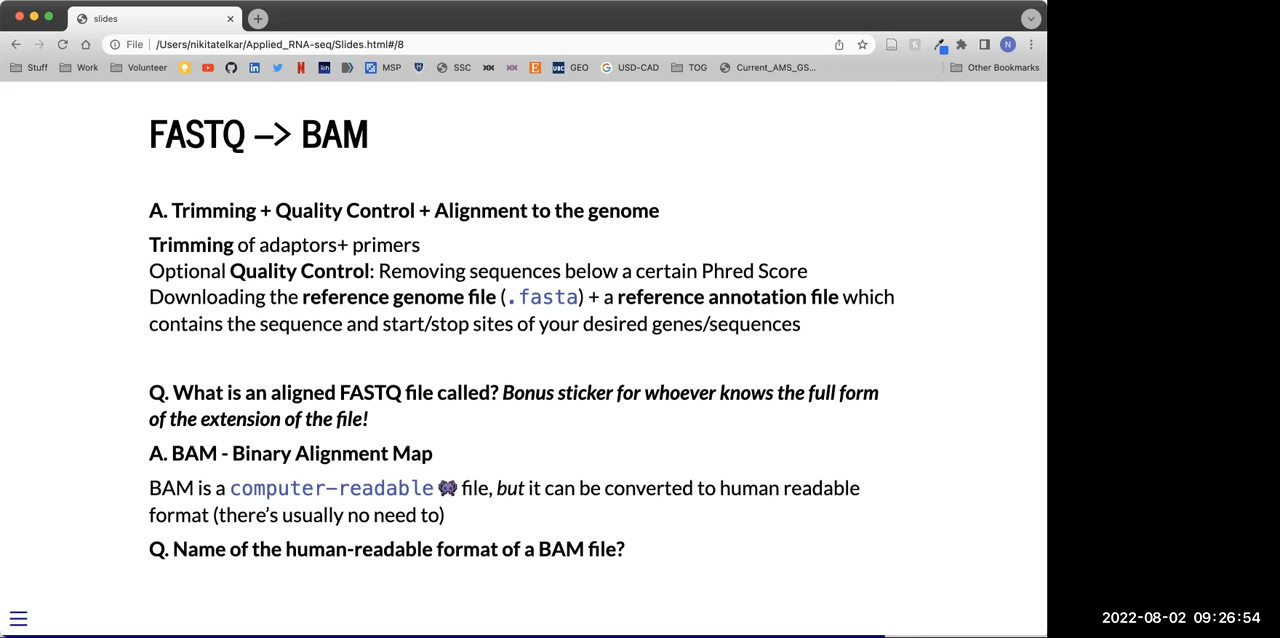 slides
File
/Users/nikitatelkar/Applied_RNA-seq/Slides.html#/8
N
Stuff
Work
Volunteer
MSP
SSC
GEO
USD-CAD
TOG
Current_AMS_GS...
Other Bookmarks
FASTQ —> BAM
A. Trimming + Quality Control + Alignment to the genome
Trimming of adaptors+ primers
Optional Quality Control: Removing sequences below a certain Phred Score
Downloading the reference genome file (.fasta) + a reference annotation file which
contains the sequence and start/stop sites of your desired genes/sequences
Q. What is an aligned FASTQ file called? Bonus sticker for whoever knows the full form
of the extension of the file!
A. BAM - Binary Alignment Map
BAM is a computer-readable file, but it can be converted to human readable
format (there's usually no need to)
Q. Name of the human-readable format of a BAM file?
2022-08-02 09:26:54